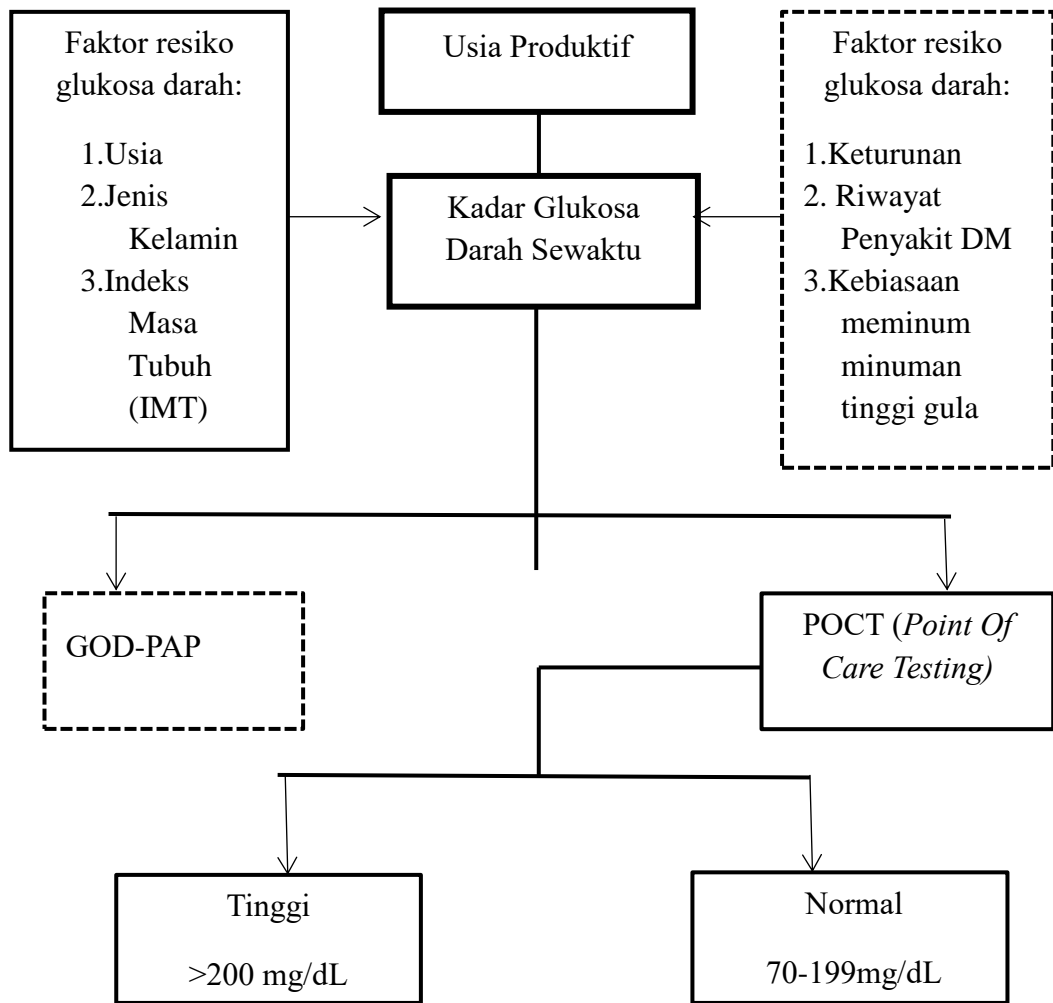 Faktor resiko
glukosa darah:
1.Usia
2.Jenis
Kelamin
3.Indeks
Masa
Tubuh
(IMT)
Usia Produktif
Kadar Glukosa
Darah Sewaktu
Faktor resiko
glukosa darah:
1.Keturunan
2. Riwayat
Penyakit DM
3.Kebiasaan
meminum
minuman
tinggi gula
GOD-PAP
POCT (Point Of
Care Testing)
Tinggi
>200 mg/dL
Normal
70-199mg/dL